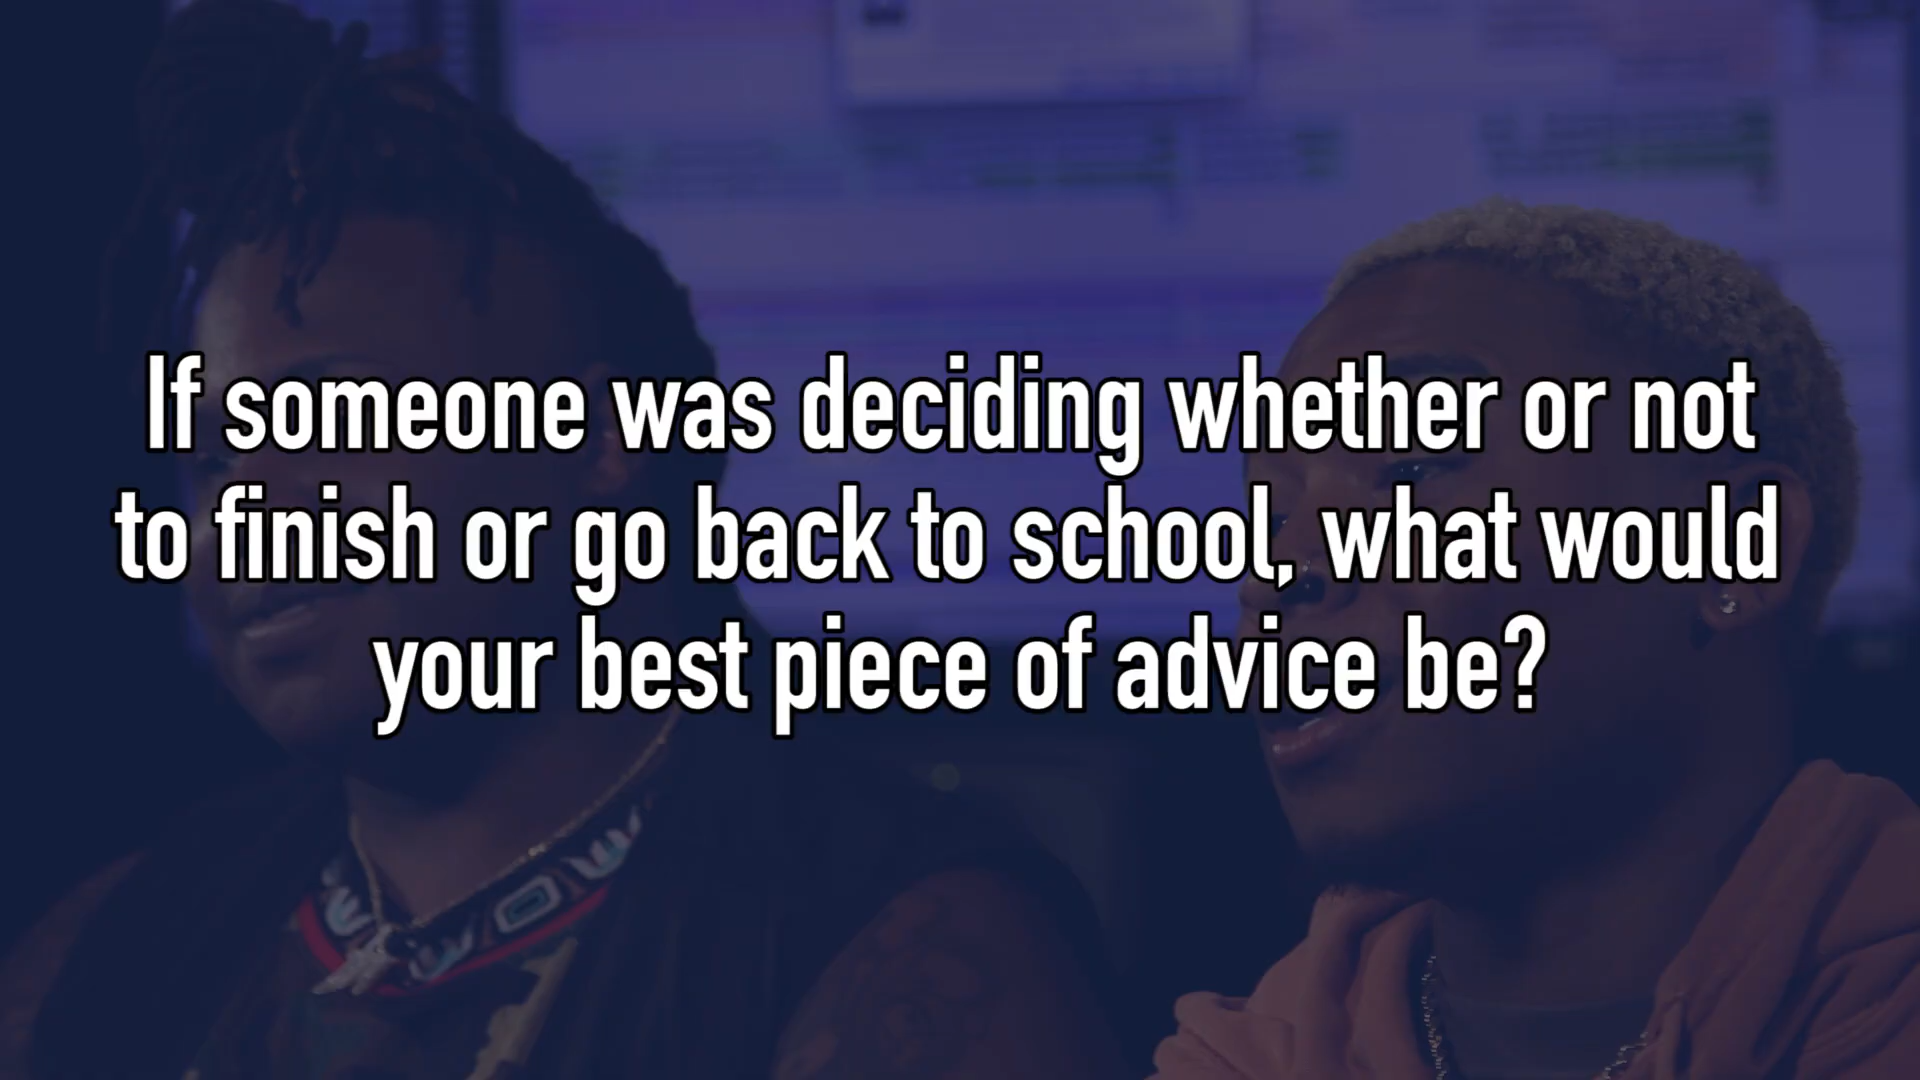 If someone was deciding whether or not
to finish or go back to school, what would
your best piece of advice be?